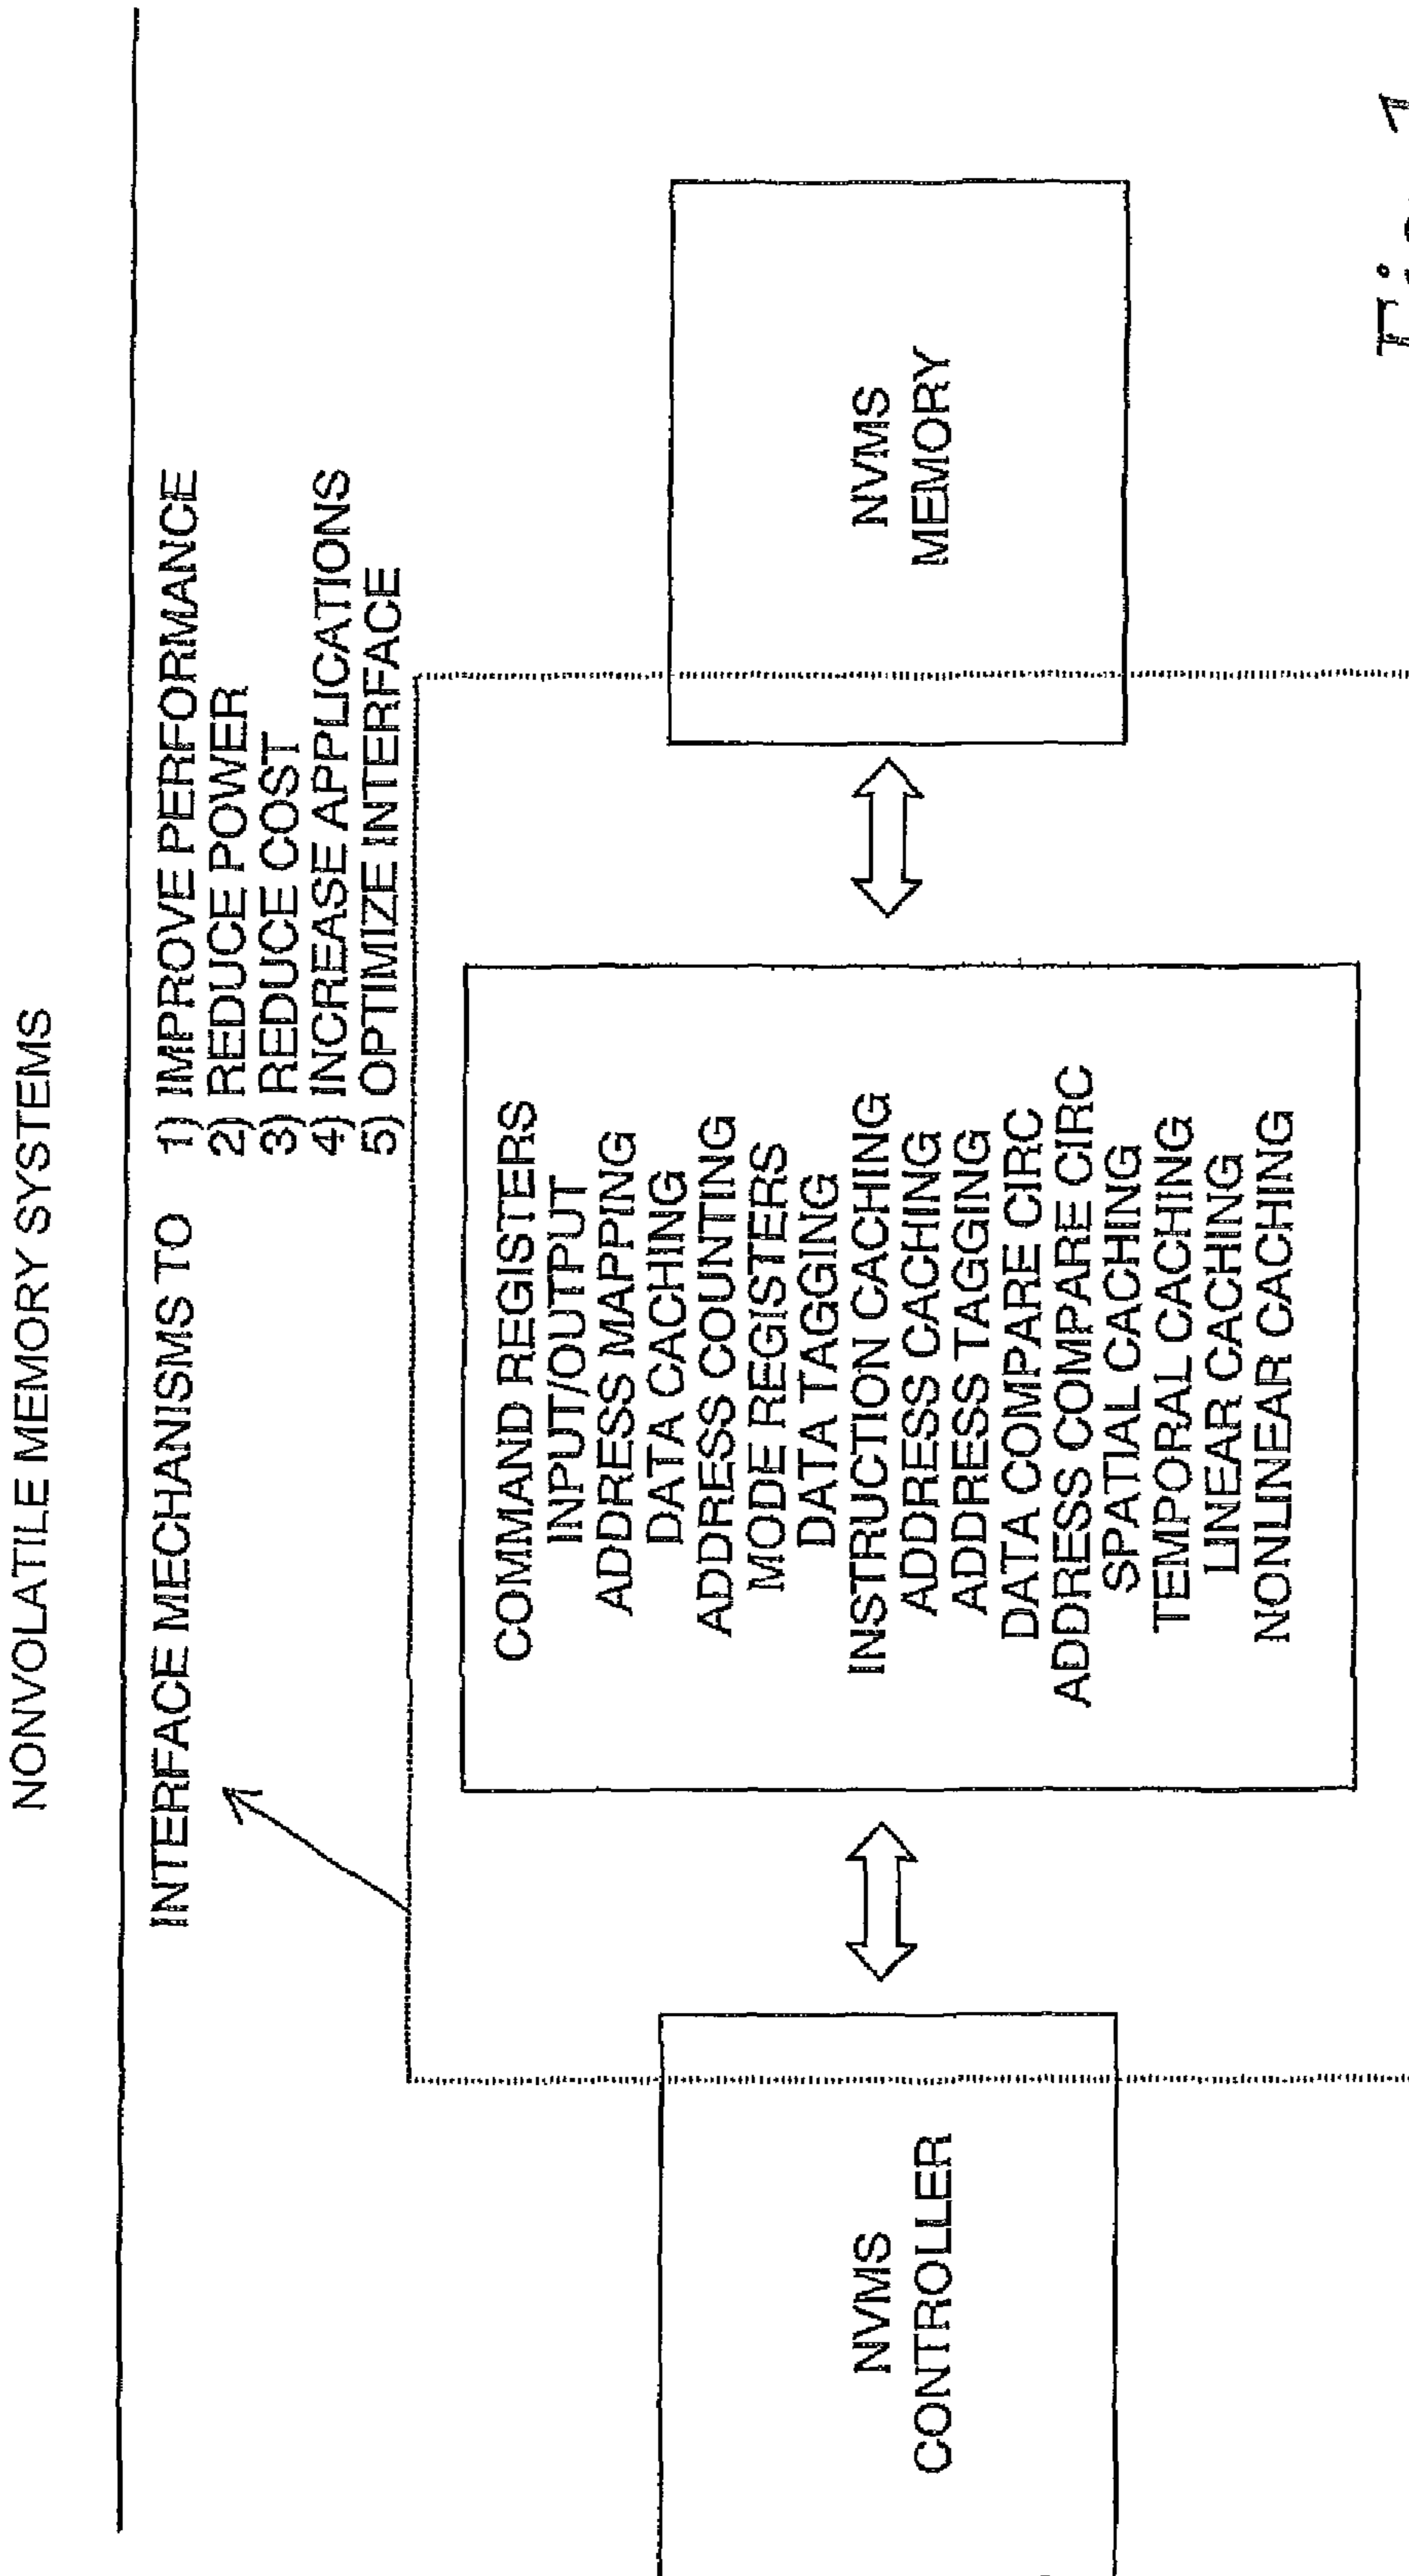 NONVOLATILE MEMORY SYSTEMS
INTERFACE MECHANISMS TO
1) IMPROVE PERFORMANCE
2) REDUCE POWER
3) REDUCE COST
4) INCREASE APPLICATIONS
5) OPTIMIZE INTERFACE
NVMS
CONTROLLER
COMMAND REGISTERS
INPUT/OUTPUT
ADDRESS MAPPING
DATA CACHING
ADDRESS COUNTING
MODE REGISTERS
DATA TAGGING
INSTRUCTION CACHING
ADDRESS CACHING
ADDRESS TAGGING
DATA COMPARE CIRC
ADDRESS COMPARE CIRC
SPATIAL CACHING
TEMPORAL CACHING
LINEAR CACHING
NONLINEAR CACHING
NVMS
MEMORY